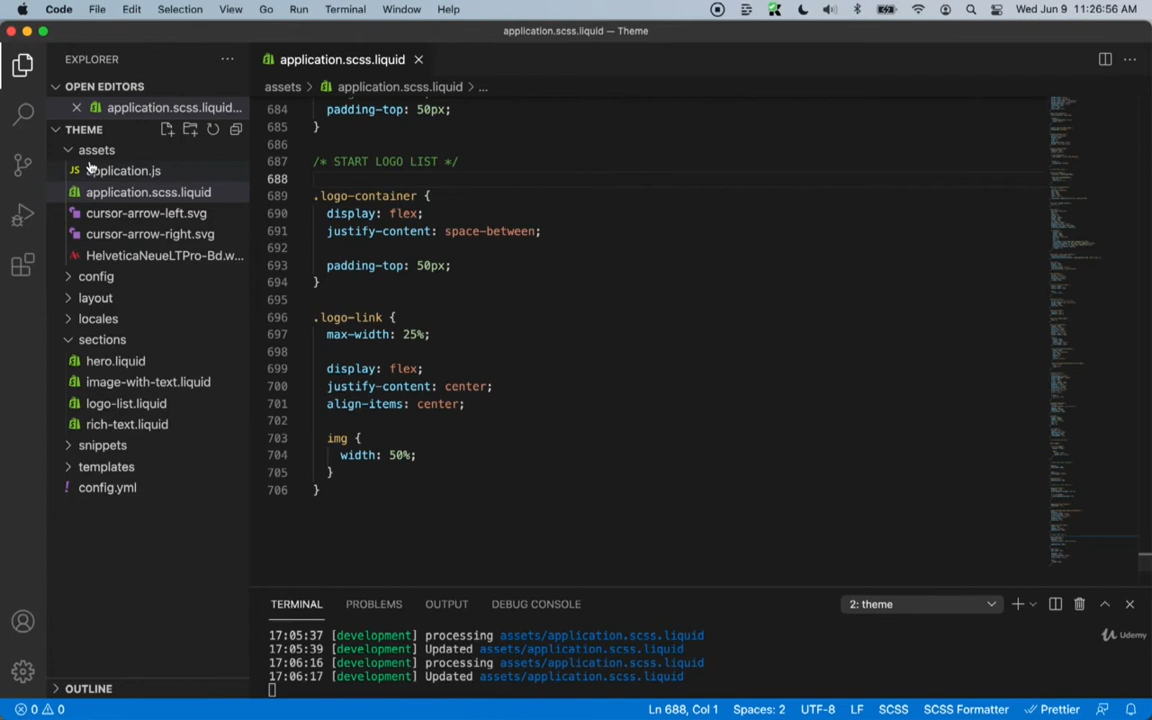 Code File Edit Selection View Go Run Terminal Window Help Wed Jun 9 11:26:56 AM
application.scss.liquid — Theme
EXPLORER
application.scss.liquid
OPEN EDITORS
assets > application.scss.liquid > ...
application.scss.liquid...
684 padding-top: 50px;
THEME
685 }
assets
686
JS application.js
687 /* START LOGO LIST */
application.scss.liquid
688
cursor-arrow-left.svg
689 .logo-container {
cursor-arrow-right.svg
690 display: flex;
HelveticaNeueLTPro-Bd.w...
691 justify-content: space-between;
config
692
layout
693 padding-top: 50px;
locales
694 }
sections
695
hero.liquid
696 .logo-link {
image-with-text.liquid
697 max-width: 25%;
logo-list.liquid
698
rich-text.liquid
699 display: flex;
snippets
700 justify-content: center;
templates
701 align-items: center;
config.yml
702
703 img {
704 width: 50%;
705 }
706 }
TERMINAL PROBLEMS OUTPUT DEBUG CONSOLE 2: theme
17:05:37 [development] processing assets/application.scss.liquid
17:05:39 [development] Updated assets/application.scss.liquid
17:06:16 [development] processing assets/application.scss.liquid
17:06:17 [development] Updated assets/application.scss.liquid
Udemy
OUTLINE
0 0 Ln 688, Col 1 Spaces: 2 UTF-8 LF SCSS SCSS Formatter Prettier